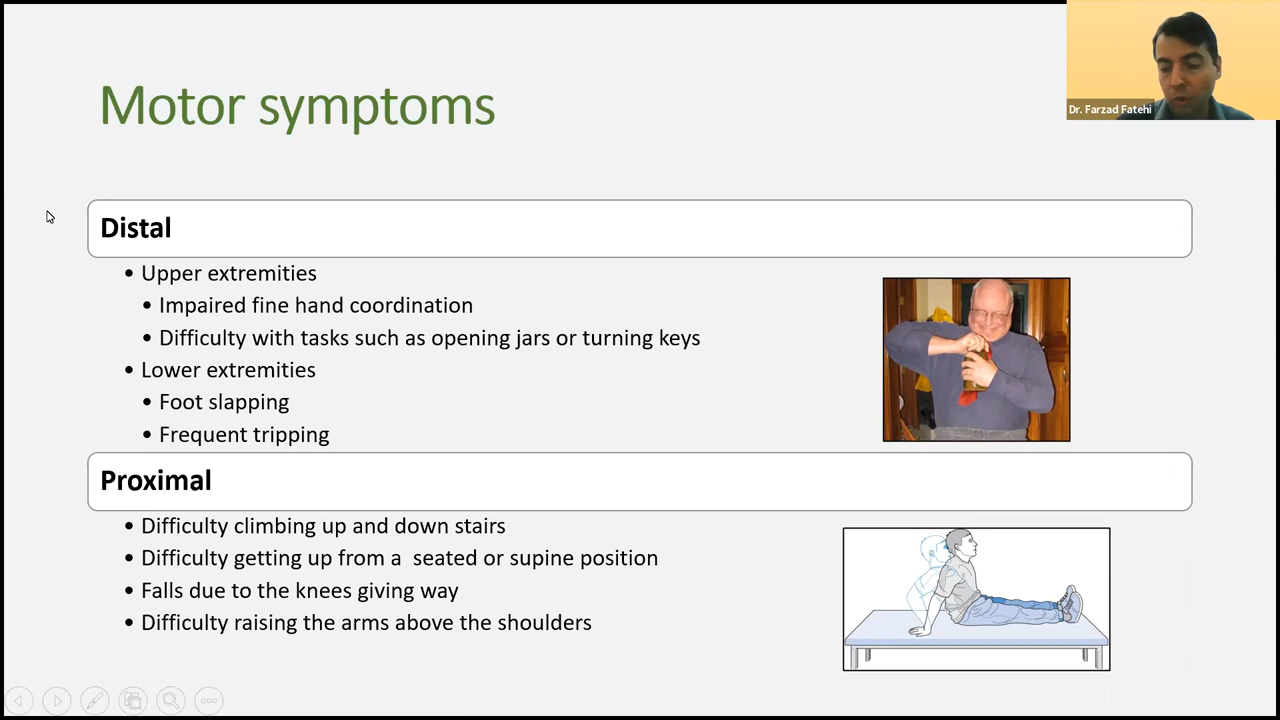 Dr. Farzad Fatehi
Motor symptoms
Distal
• Upper extremities
• Impaired fine hand coordination
• Difficulty with tasks such as opening jars or turning keys
• Lower extremities
• Foot slapping
• Frequent tripping
Proximal
• Difficulty climbing up and down stairs
• Difficulty getting up from a  seated or supine position
• Falls due to the knees giving way
• Difficulty raising the arms above the shoulders